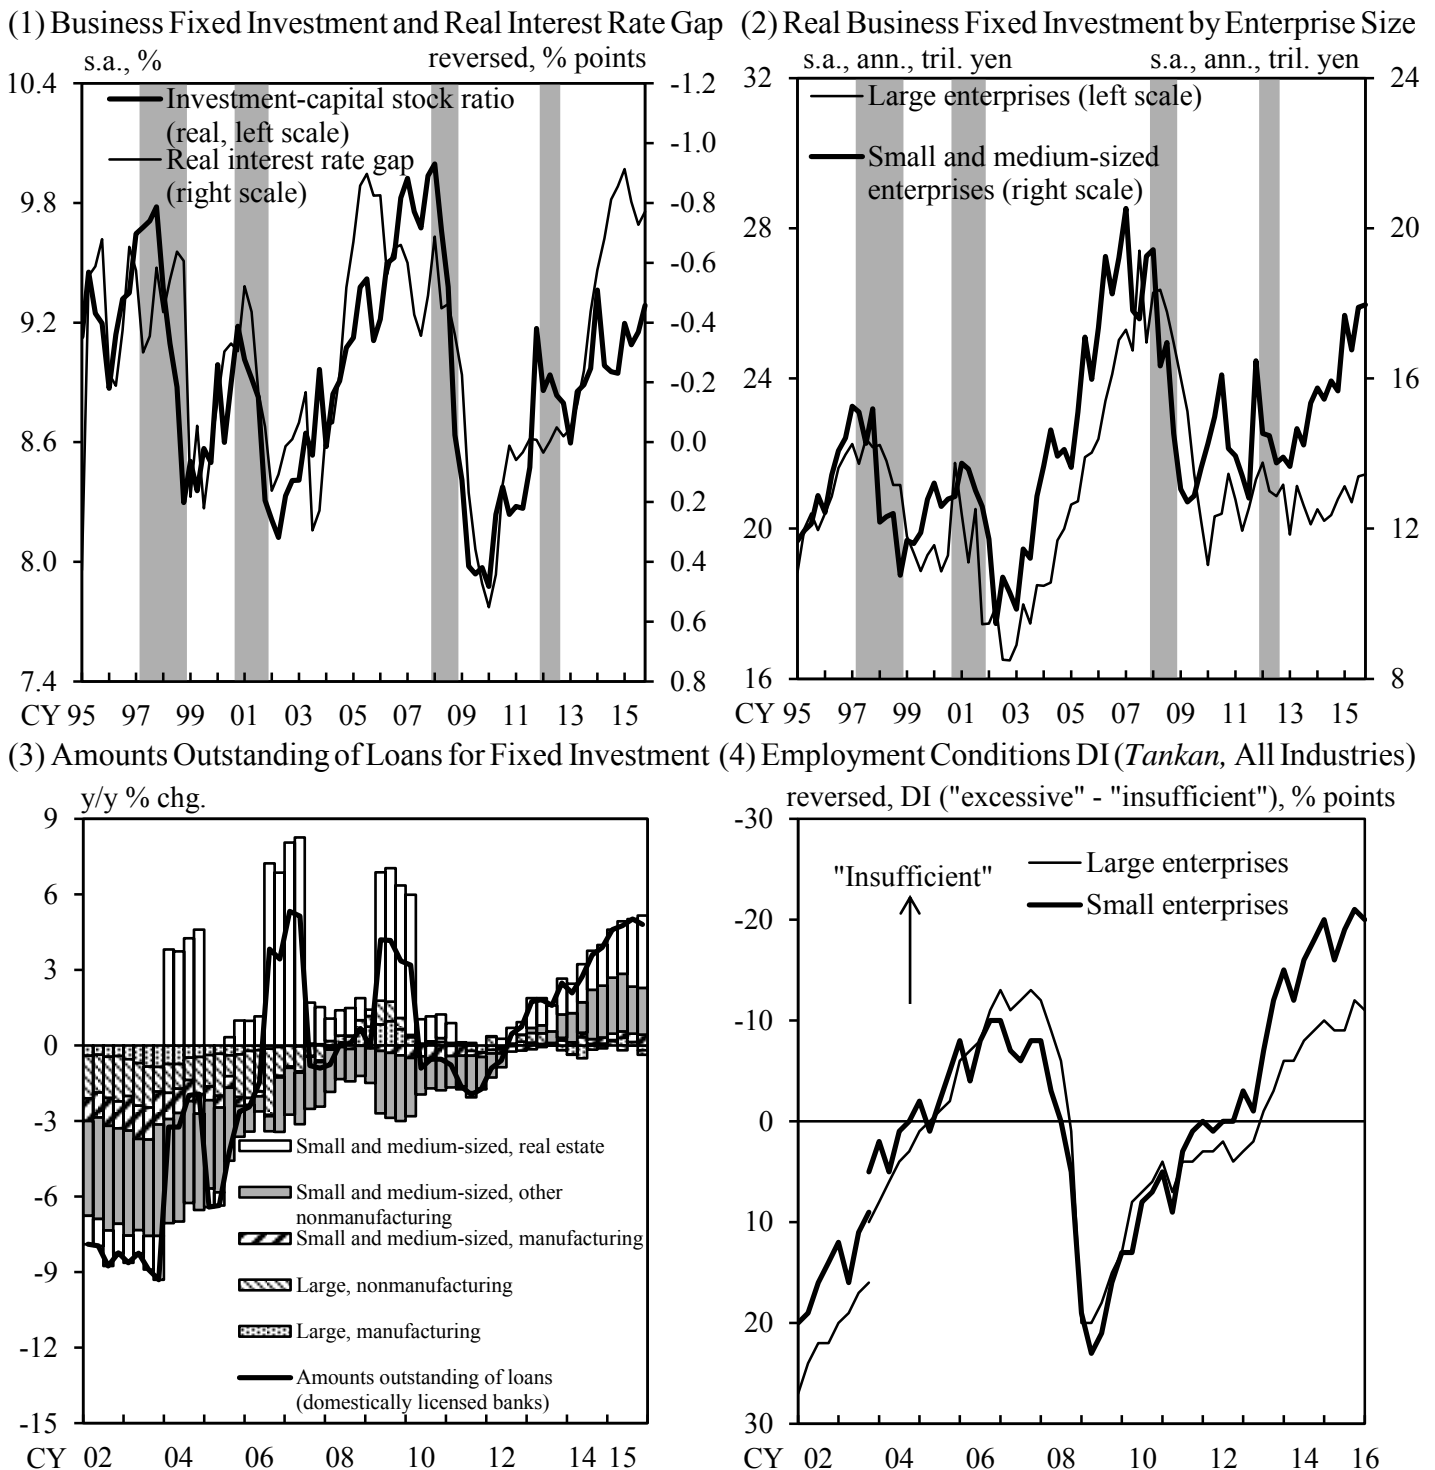 (1) Business Fixed Investment and Real Interest Rate Gap
s.a., %
reversed, % points
10.4
9.8
9.2
8.6
8.0
7.4
-1.2
-1.0
-0.8
-0.6
-0.4
-0.2
0.0
0.2
0.4
0.6
0.8
Investment-capital stock ratio
(real, left scale)
Real interest rate gap
(right scale)
CY 95 97 99 01 03 05 07 09 11 13 15
(2) Real Business Fixed Investment by Enterprise Size
s.a., ann., tril. yen
s.a., ann., tril. yen
32
28
24
20
16
24
20
16
12
8
Large enterprises (left scale)
Small and medium-sized
enterprises (right scale)
CY 95 97 99 01 03 05 07 09 11 13 15
(3) Amounts Outstanding of Loans for Fixed Investment
y/y % chg.
9
6
3
0
-3
-6
-9
-12
-15
Small and medium-sized, real estate
Small and medium-sized, other
nonmanufacturing
Small and medium-sized, manufacturing
Large, nonmanufacturing
Large, manufacturing
Amounts outstanding of loans
(domestically licensed banks)
CY 02 04 06 08 10 12 14 15
(4) Employment Conditions DI (Tankan, All Industries)
reversed, DI ("excessive" - "insufficient"), % points
-30
-20
-10
0
10
20
30
"Insufficient"
Large enterprises
Small enterprises
CY 02 04 06 08 10 12 14 16